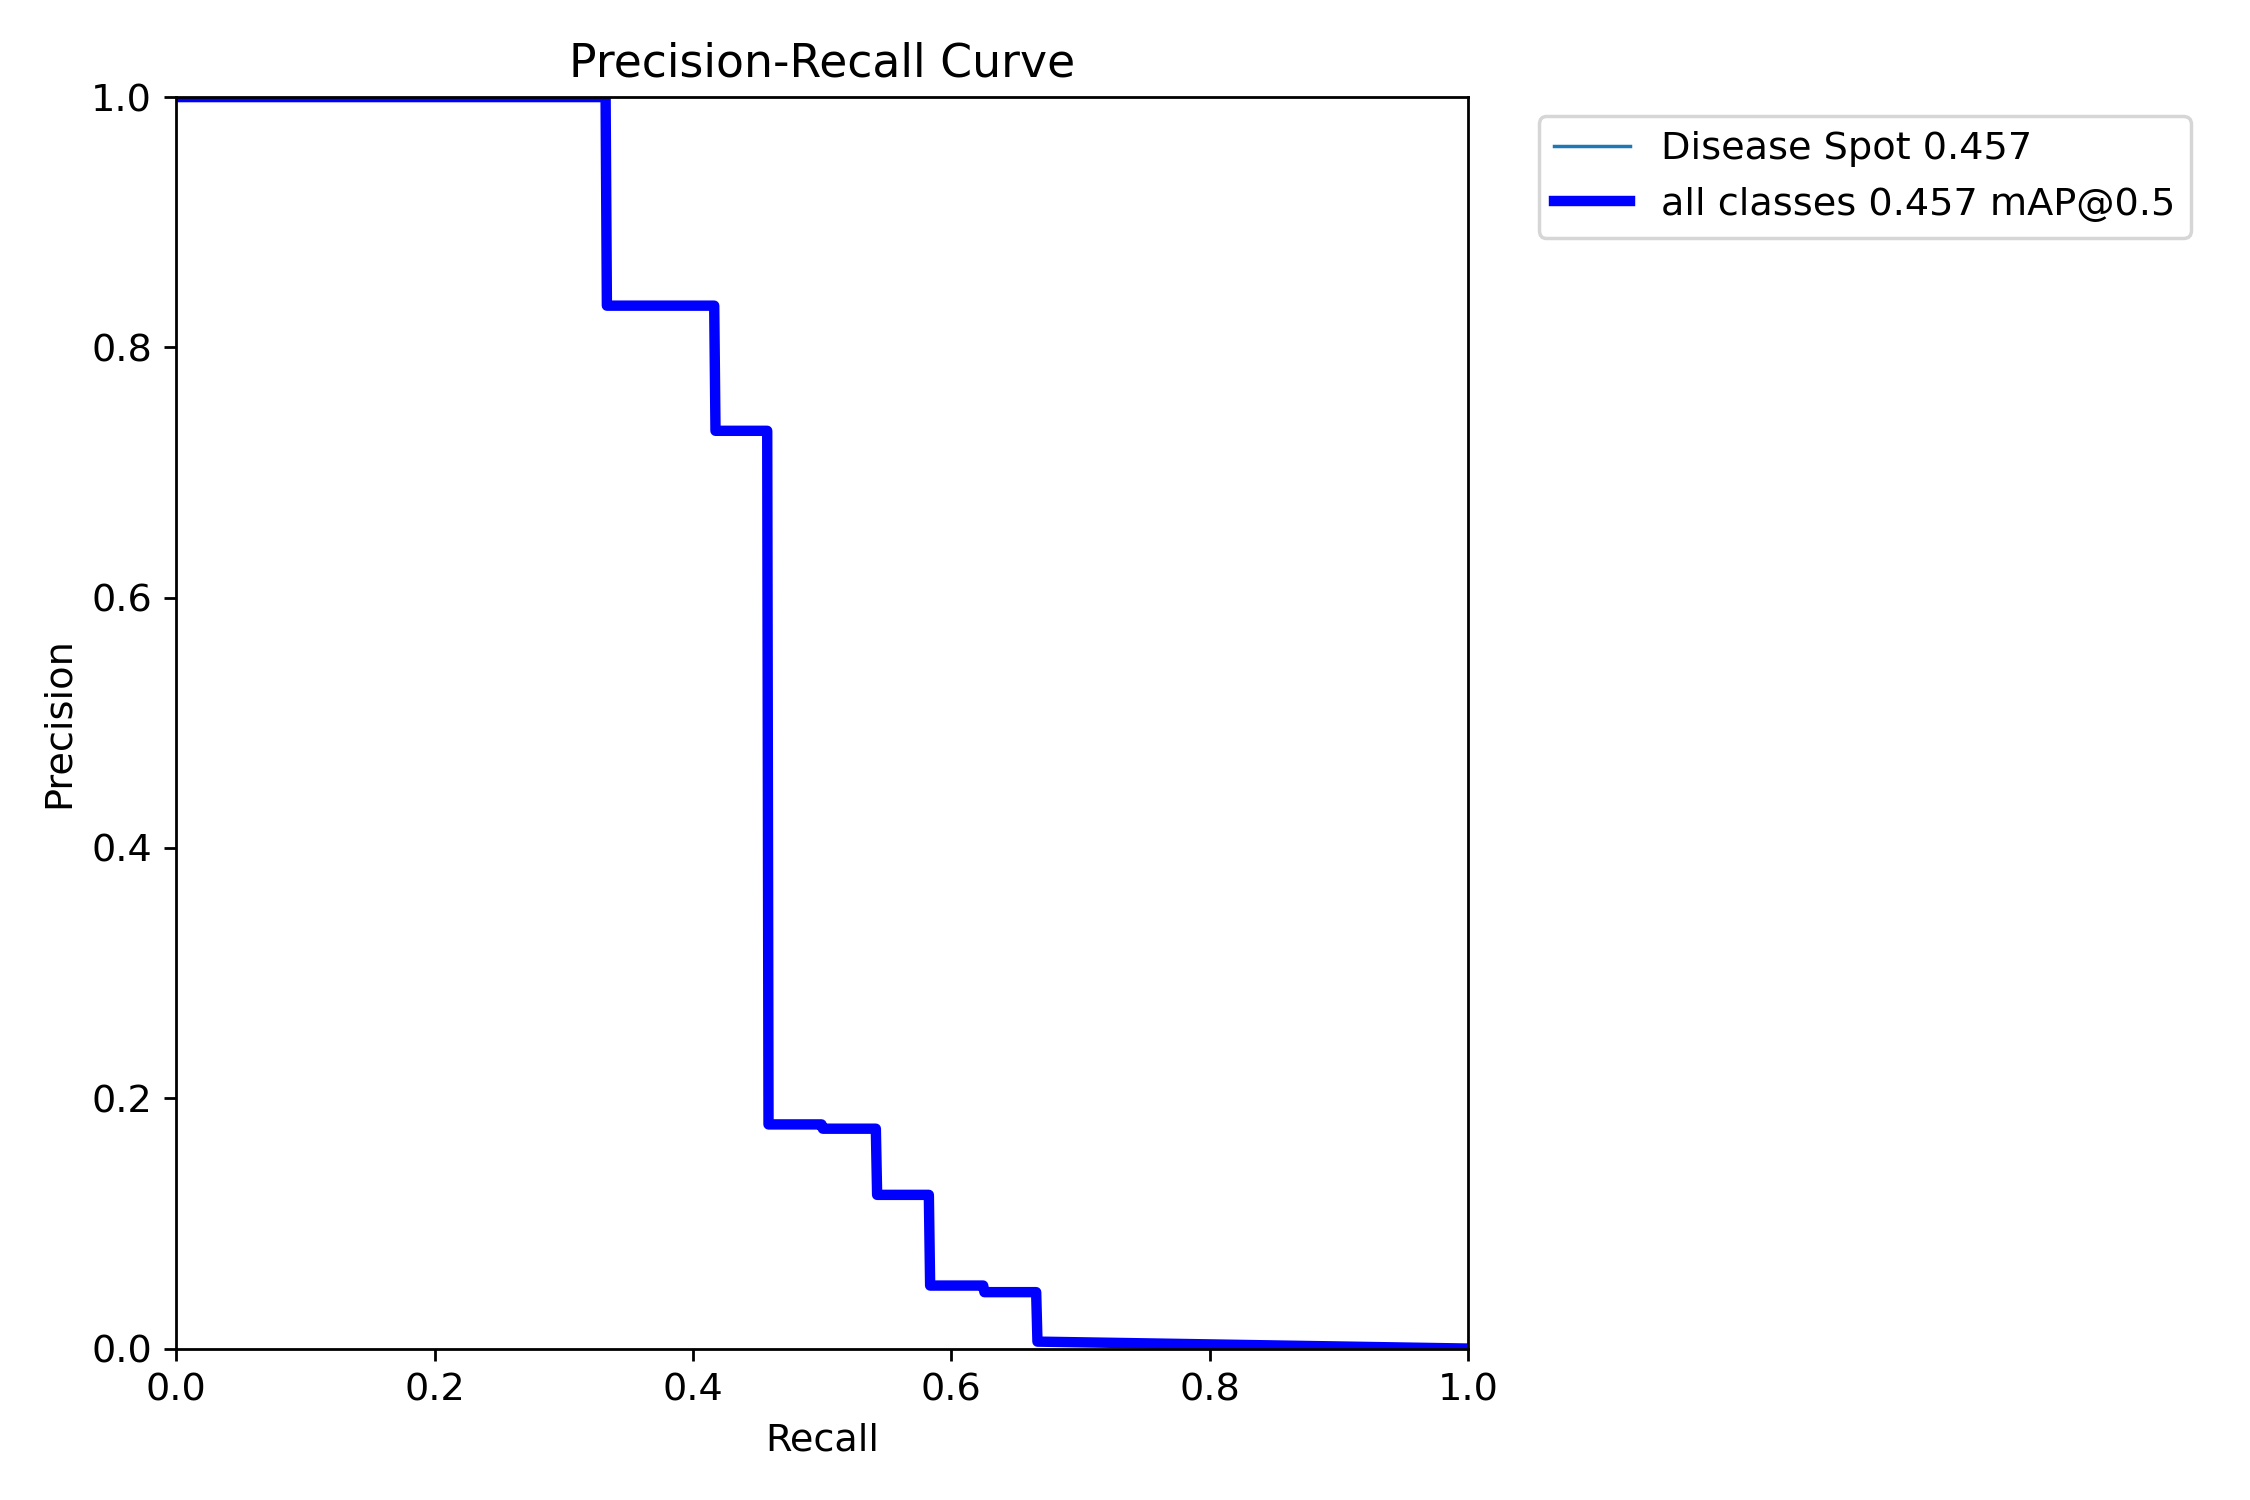 Precision-Recall Curve
Disease Spot 0.457
all classes 0.457 mAP@0.5
Precision
1.0
0.8
0.6
0.4
0.2
0.0
0.0 0.2 0.4 0.6 0.8 1.0
Recall